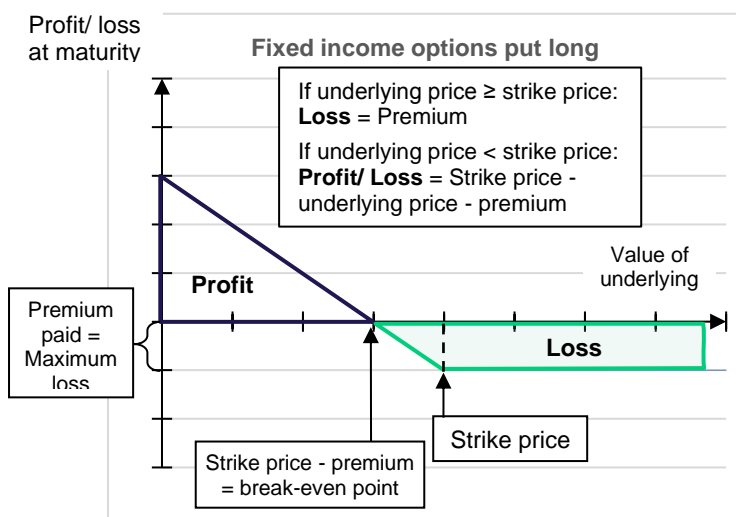 Profit/ loss
at maturity
Fixed income options put long
If underlying price ≥ strike price:
Loss = Premium
If underlying price < strike price:
Profit/ Loss = Strike price -
underlying price - premium
Value of
underlying
Profit
Premium
paid =
Maximum
loss
Loss
Strike price
Strike price - premium
= break-even point